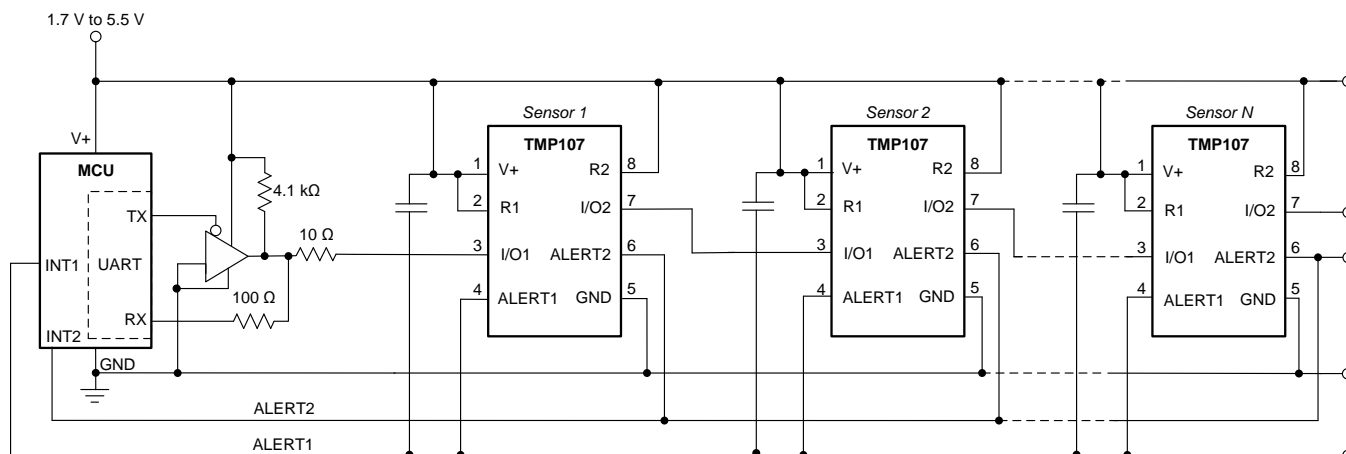 1.7 V to 5.5 V
V+
MCU
TX
UART
INT1
RX
INT2
GND
4.1 kΩ
10 Ω
100 Ω
Sensor 1
TMP107
1
V+
R2
8
2
R1
I/O2
7
3
I/O1
ALERT2
6
4
ALERT1
GND
5
Sensor 2
TMP107
1
V+
R2
8
2
R1
I/O2
7
3
I/O1
ALERT2
6
4
ALERT1
GND
5
Sensor N
TMP107
1
V+
R2
8
2
R1
I/O2
7
3
I/O1
ALERT2
6
4
ALERT1
GND
5
ALERT2
ALERT1